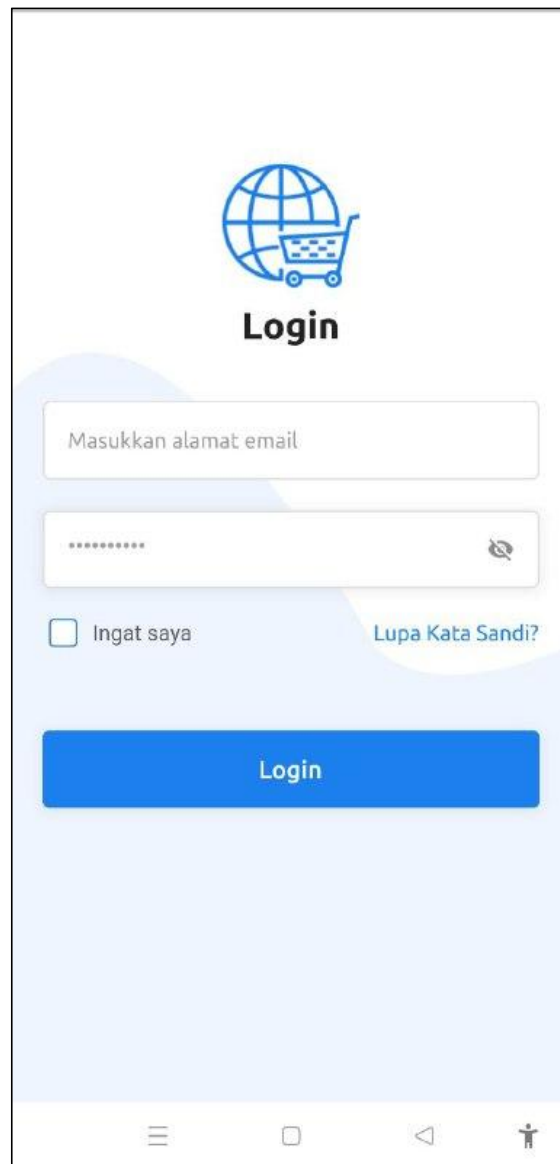 Login
Masukkan alamat email
••••••••••
Ingat saya Lupa Kata Sandi?
Login